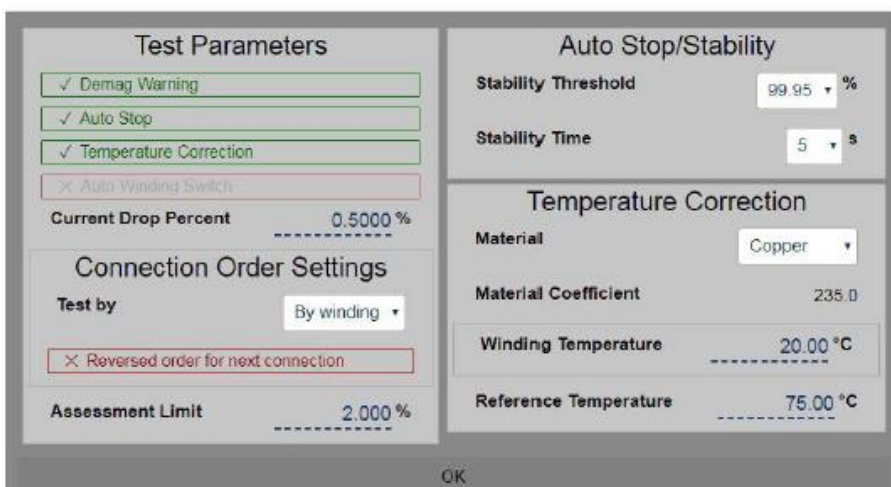 Test Parameters
✓ Demag Warning
✓ Auto Stop
✓ Temperature Correction
✕ Auto Winding Switch
Current Drop Percent 0.5000 %
Connection Order Settings
Test by By winding
✕ Reversed order for next connection
Assessment Limit 2.000 %
Auto Stop/Stability
Stability Threshold 99.95 %
Stability Time 5 s
Temperature Correction
Material Copper
Material Coefficient 235.0
Winding Temperature 20.00 °C
Reference Temperature 75.00 °C
OK